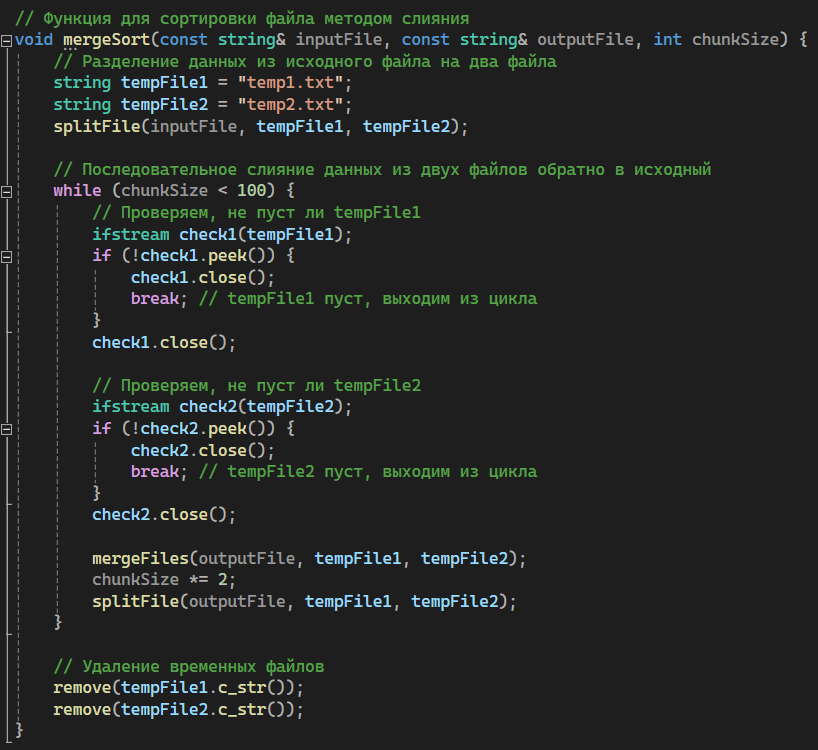 // Функция для сортировки файла методом слияния
void mergeSort(const string& inputFile, const string& outputFile, int chunkSize) {
// Разделение данных из исходного файла на два файла
string tempFile1 = "temp1.txt";
string tempFile2 = "temp2.txt";
splitFile(inputFile, tempFile1, tempFile2);
// Последовательное слияние данных из двух файлов обратно в исходный
while (chunkSize < 100) {
// Проверяем, не пуст ли tempFile1
ifstream check1(tempFile1);
if (!check1.peek()) {
check1.close();
break; // tempFile1 пуст, выходим из цикла
}
check1.close();
// Проверяем, не пуст ли tempFile2
ifstream check2(tempFile2);
if (!check2.peek()) {
check2.close();
break; // tempFile2 пуст, выходим из цикла
}
check2.close();
mergeFiles(outputFile, tempFile1, tempFile2);
chunkSize *= 2;
splitFile(outputFile, tempFile1, tempFile2);
}
// Удаление временных файлов
remove(tempFile1.c_str());
remove(tempFile2.c_str());
}